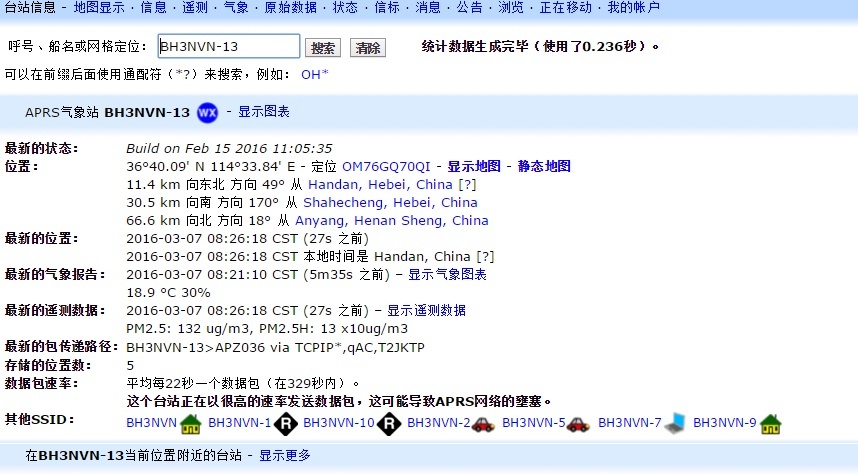 台站信息 - 地图显示 · 信息 · 遥测 · 气象 · 原始数据 · 状态 · 信标 · 消息 · 公告 · 浏览 · 正在移动 · 我的帐户
呼号、船名或网格定位： BH3NVN-13 搜索 清除 统计数据生成完毕（使用了0.236秒）。
可以在前缀后面使用通配符（*?）来搜索，例如： OH*
APRS气象站 BH3NVN-13 WX - 显示图表
最新的状态： Build on Feb 15 2016 11:05:35
位置： 36°40.09' N 114°33.84' E - 定位 OM76GQ70QI - 显示地图 - 静态地图
11.4 km 向东北 方向 49° 从 Handan, Hebei, China [?]
30.5 km 向南 方向 170° 从 Shahecheng, Hebei, China
66.6 km 向北 方向 18° 从 Anyang, Henan Sheng, China
最新的位置： 2016-03-07 08:26:18 CST (27s 之前)
2016-03-07 08:26:18 CST 本地时间是 Handan, China [?]
最新的气象报告： 2016-03-07 08:21:10 CST (5m35s 之前) – 显示气象图表
18.9 °C 30%
最新的遥测数据： 2016-03-07 08:26:18 CST (27s 之前) – 显示遥测数据
PM2.5: 132 ug/m3, PM2.5H: 13 x10ug/m3
最新的包传递路径： BH3NVN-13>APZ036 via TCPIP*,qAC,T2JKTP
存储的位置数： 5
数据包速率： 平均每22秒一个数据包（在329秒内）。
这个台站正在以很高的速率发送数据包，这可能导致APRS网络的壅塞。
其他SSID： BH3NVN BH3NVN-1 R BH3NVN-10 R BH3NVN-2 BH3NVN-5 BH3NVN-7 BH3NVN-9
在BH3NVN-13当前位置附近的台站 - 显示更多